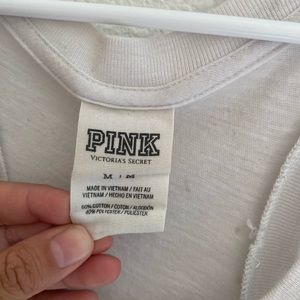 PINK
VICTORIA'S SECRET
M | M
MADE IN VIETNAM / FAIT AU
VIETNAM / HECHO EN VIETNAM
60% COTTON / COTON / ALGODÓN
40% POLYESTER / POLIESTER